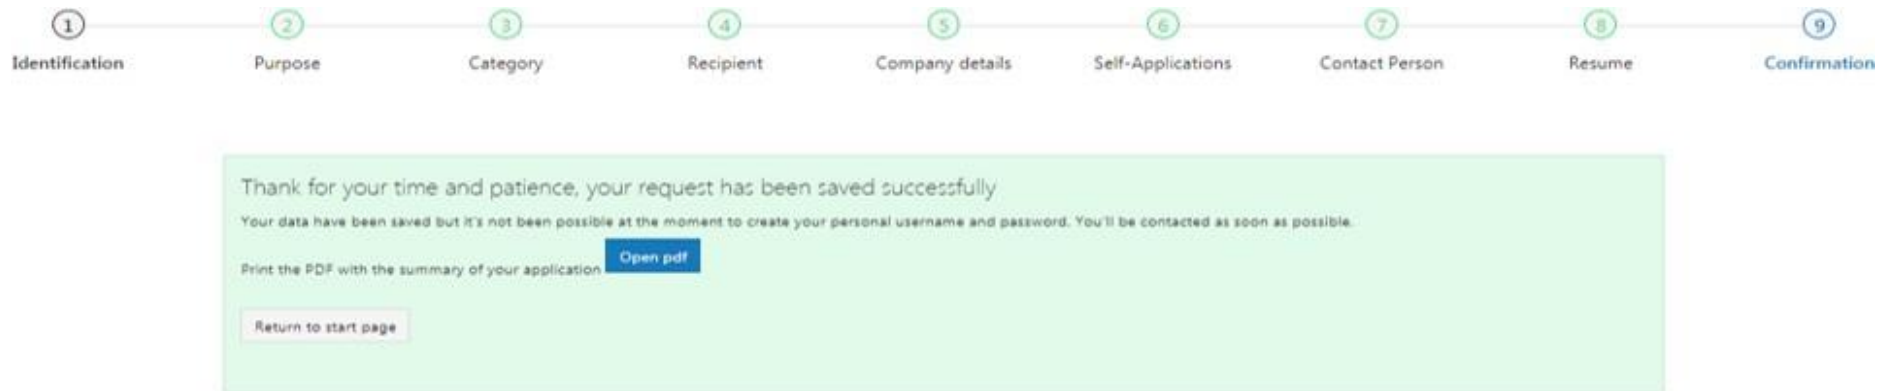 1 2 3 4 5 6 7 8 9
Identification Purpose Category Recipient Company details Self-Applications Contact Person Resume Confirmation
Thank for your time and patience, your request has been saved successfully
Your data have been saved but it's not been possible at the moment to create your personal username and password. You'll be contacted as soon as possible.
Print the PDF with the summary of your application Open pdf
Return to start page